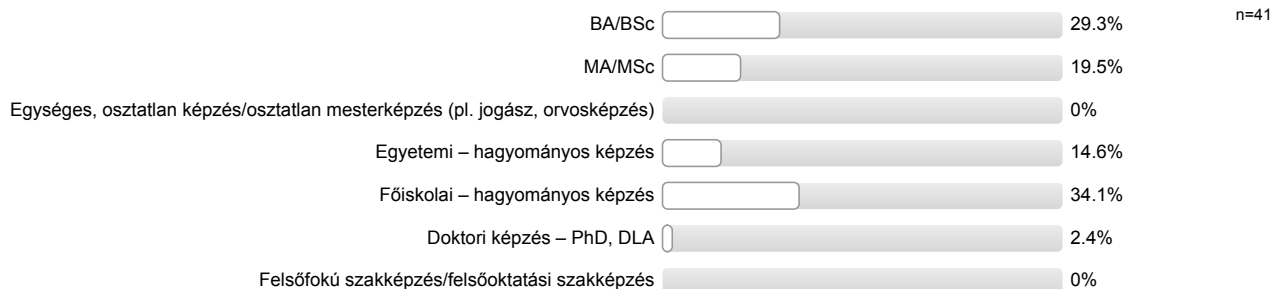 BA/BSc 29.3% n=41
MA/MSc 19.5%
Egységes, osztatlan képzés/osztatlan mesterképzés (pl. jogász, orvosképzés) 0%
Egyetemi – hagyományos képzés 14.6%
Főiskolai – hagyományos képzés 34.1%
Doktori képzés – PhD, DLA 2.4%
Felsőfokú szakképzés/felsőoktatási szakképzés 0%